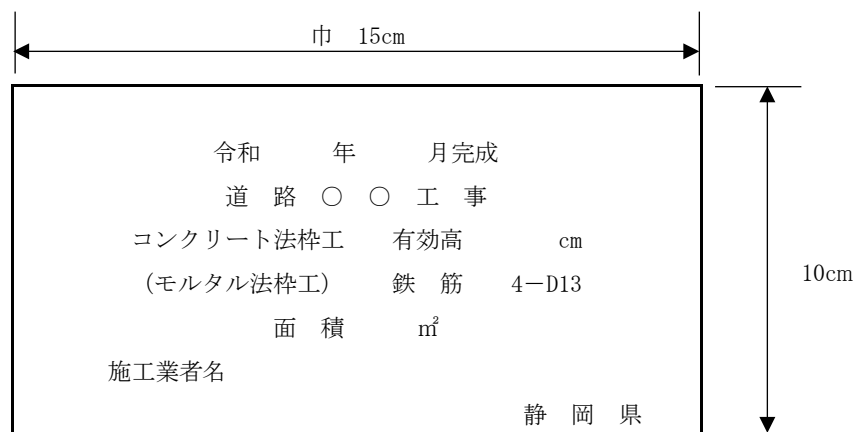 巾　15cm
令和　　　年　　　月完成
道　路　○　○　工　事
コンクリート法枠工　　有効高　　　　cm
(モルタル法枠工)　　鉄　筋　　4－D13
10cm
面　積　　　㎡
施工業者名
静　岡　県